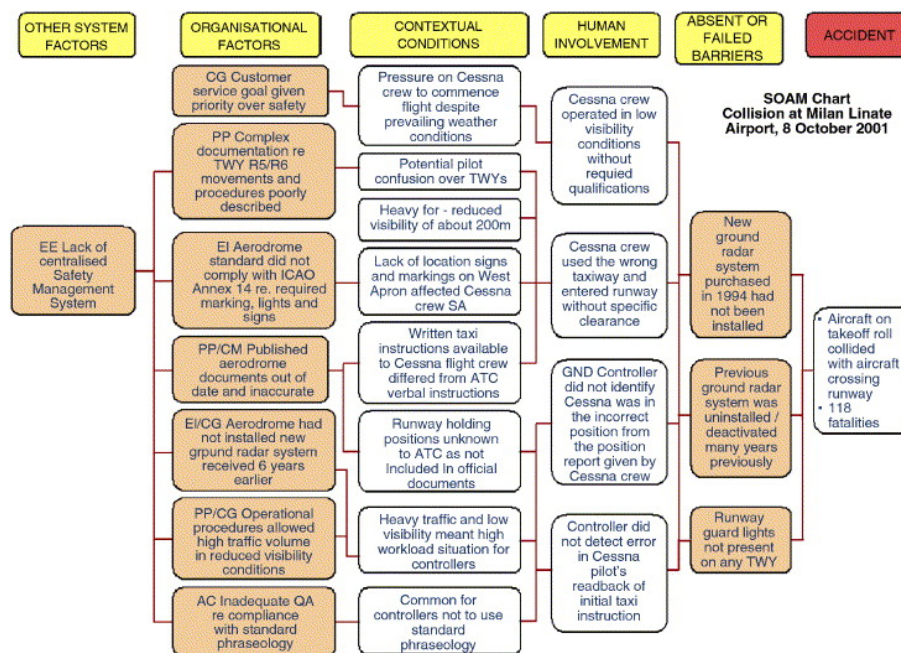 OTHER SYSTEM
FACTORS
ORGANISATIONAL
FACTORS
CONTEXTUAL
CONDITIONS
HUMAN
INVOLVEMENT
ABSENT OR
FAILED
BARRIERS
ACCIDENT
SOAM Chart
Collision at Milan Linate
Airport, 8 October 2001
EE Lack of
centralised
Safety
Management
System
CG Customer
service goal given
priority over safety
PP Complex
documentation re
TWY R5/R6
movements and
procedures poorly
described
EI Aerodrome
standard did not
comply with ICAO
Annex 14 re. required
marking, lights and
signs
PP/CM Published
aerodrome
documents out of
date and inaccurate
EI/CG Aerodrome had
not installed new
grpund radar system
received 6 years
earlier
PP/CG Operational
procedures allowed
high traffic volume
in reduced visibility
conditions
AC Inadequate QA
re compliance
with standard
phraseology
Pressure on Cessna
crew to commence
flight despite
prevailing weather
conditions
Potential pilot
confusion over TWYs
Heavy for - reduced
visibility of about 200m
Lack of location signs
and markings on West
Apron affected Cessna
crew SA
Written taxi
instructions available
to Cessna flight crew
differed from ATC
verbal instructions
Runway holding
positions unknown
to ATC as not
included in official
documents
Heavy traffic and low
visibility meant high
workload situation for
controllers
Common for
controllers not to use
standard
phraseology
Cessna crew
operated in low
visibility
conditions
without
requied
qualifications
Cessna crew
used the wrong
taxiway and
entered runway
without specific
clearance
GND Controller
did not identify
Cessna was in
the incorrect
position from
the position
report given by
Cessna crew
Controller did
not detect error
in Cessna
pilot's
readback of
initial taxi
instruction
New
ground
radar
system
purchased
in 1994 had
not been
installed
Previous
ground radar
system was
uninstalled /
deactivated
many years
previously
Runway
guard lights
not present
on any TWY
▪ Aircraft on
takeoff roll
collided
with aircraft
crossing
runway
▪ 118
fatalities